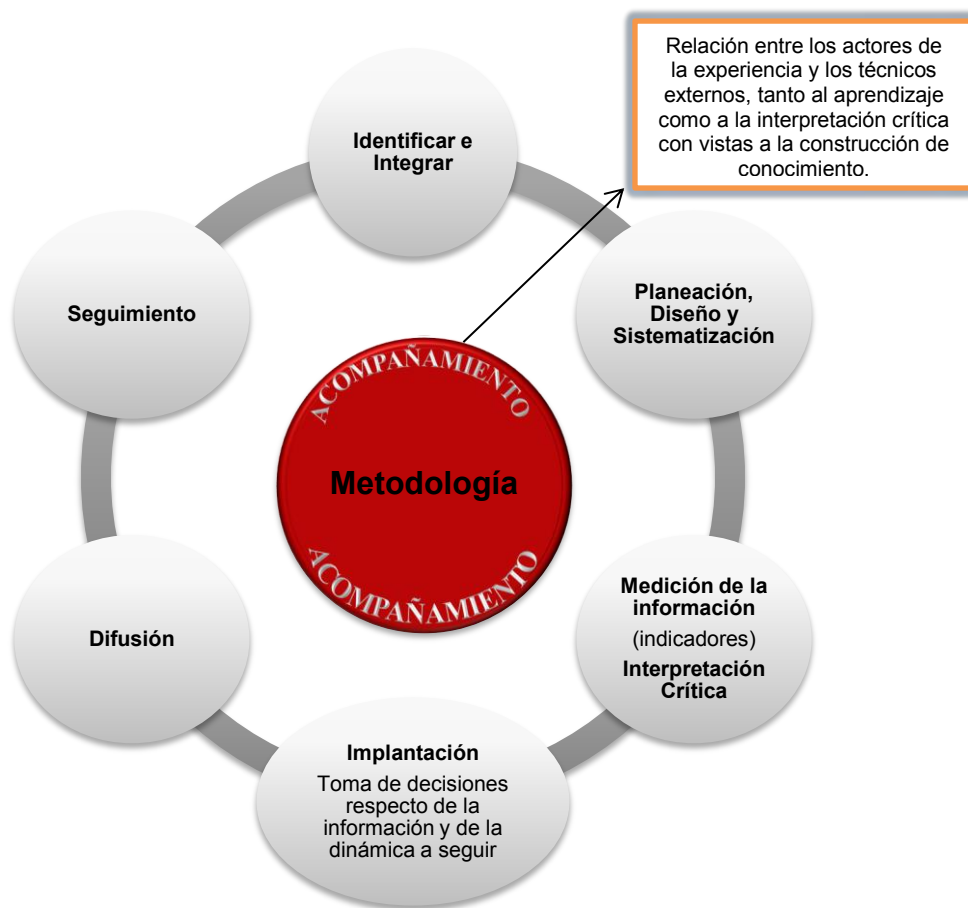 Relación entre los actores de
la experiencia y los técnicos
externos, tanto al aprendizaje
como a la interpretación crítica
con vistas a la construcción de
conocimiento.
Identificar e
Integrar
Planeación,
Diseño y
Sistematización
Medición de la
información
(indicadores)
Interpretación
Crítica
Implantación
Toma de decisiones
respecto de la
información y de la
dinámica a seguir
Difusión
Seguimiento
ACOMPAÑAMIENTO
Metodología
ACOMPAÑAMIENTO